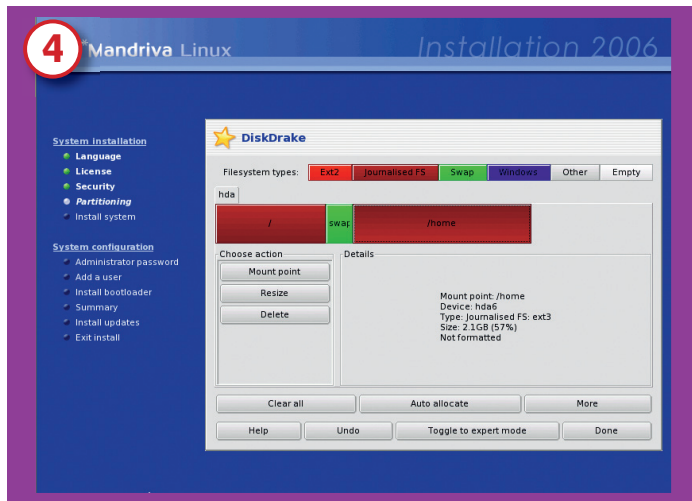 4
Mandriva Linux
Installation 2006
System installation
Language
License
Security
Partitioning
Install system
System configuration
Administrator password
Add a user
Install bootloader
Summary
Install updates
Exit install
DiskDrake
Filesystem types: Ext2 Journalised FS Swap Windows Other Empty
hda
/ swap /home
Choose action
Mount point
Resize
Delete
Details
Mount point: /home
Device: hda6
Type: Journalised FS: ext3
Size: 2.1GB (57%)
Not formatted
Clear all Auto allocate More
Help Undo Toggle to expert mode Done